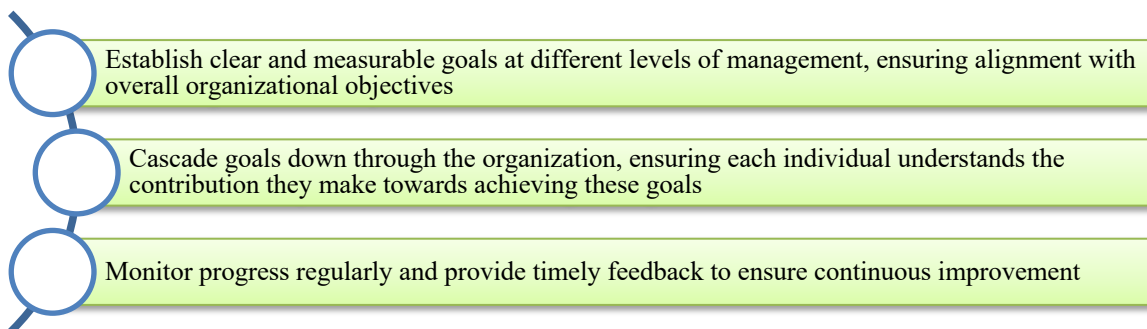 Establish clear and measurable goals at different levels of management, ensuring alignment with
overall organizational objectives
Cascade goals down through the organization, ensuring each individual understands the
contribution they make towards achieving these goals
Monitor progress regularly and provide timely feedback to ensure continuous improvement